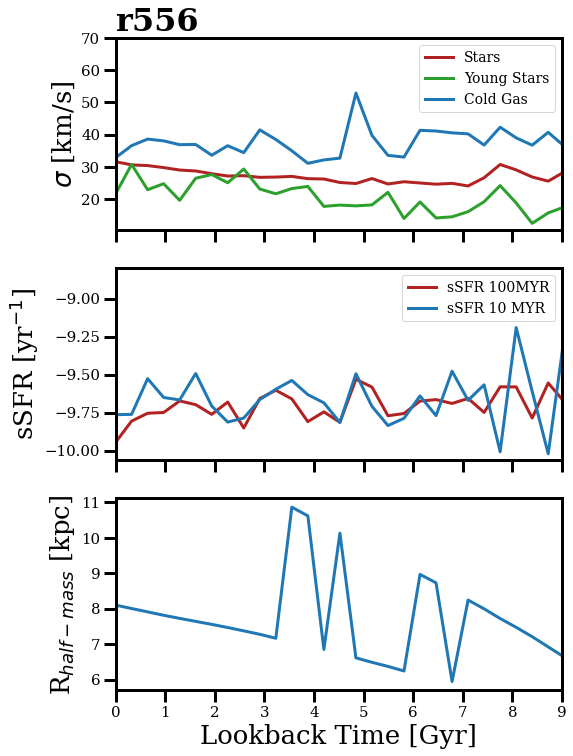 r556
σ [km/s]
70
60
50
40
30
20
Stars
Young Stars
Cold Gas
sSFR [yr⁻¹]
−9.00
−9.25
−9.50
−9.75
−10.00
sSFR 100MYR
sSFR 10 MYR
R_half−mass [kpc]
11
10
9
8
7
6
0 1 2 3 4 5 6 7 8 9
Lookback Time [Gyr]